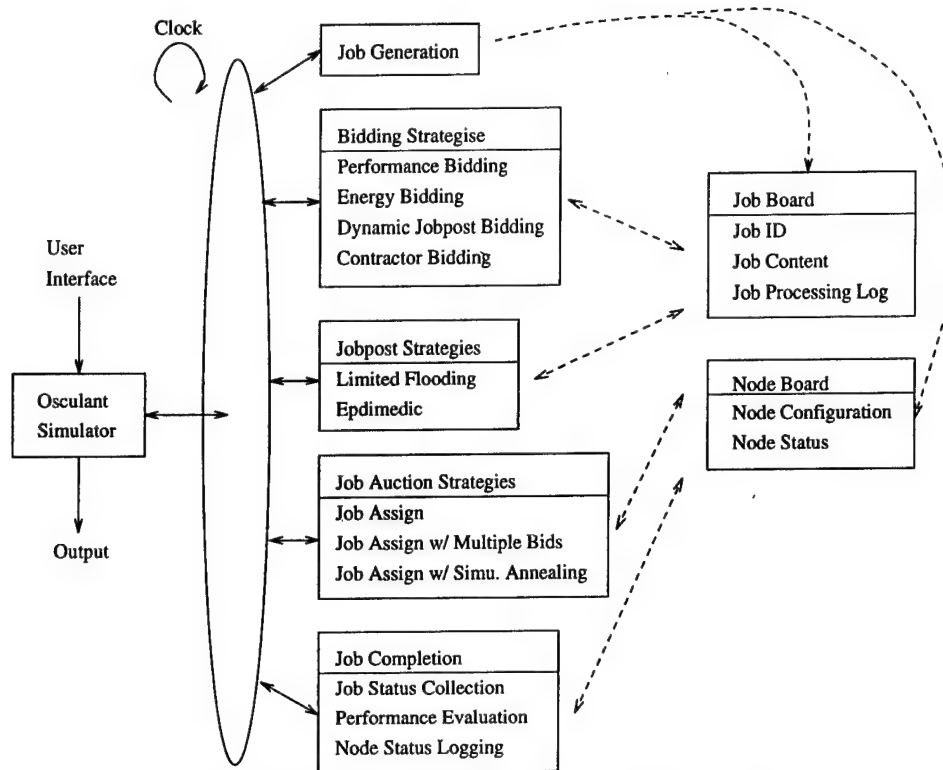 Clock
Job Generation
Bidding Strategise
Performance Bidding
Energy Bidding
Dynamic Jobpost Bidding
Contractor Bidding
Job Board
Job ID
Job Content
Job Processing Log
User
Interface
Jobpost Strategies
Limited Flooding
Epdimedic
Node Board
Node Configuration
Node Status
Osculant
Simulator
Job Auction Strategies
Job Assign
Job Assign w/ Multiple Bids
Job Assign w/ Simu. Annealing
Output
Job Completion
Job Status Collection
Performance Evaluation
Node Status Logging